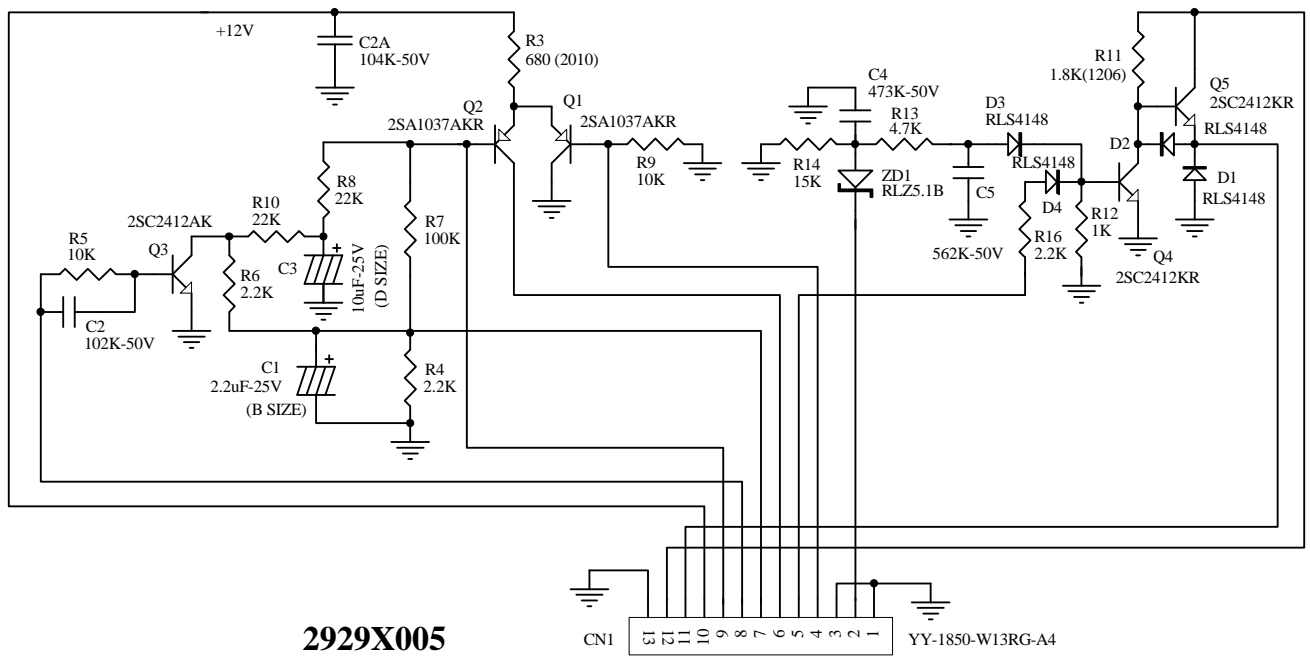 +12V
C2A
104K-50V
R3
680 (2010)
Q2
2SA1037AKR
Q1
2SA1037AKR
R9
10K
C4
473K-50V
R13
4.7K
D3
RLS4148
R11
1.8K(1206)
Q5
2SC2412KR
R14
15K
ZD1
RLZ5.1B
C5
562K-50V
RLS4148
D4
D2
RLS4148
D1
RLS4148
R16
2.2K
R12
1K
Q4
2SC2412KR
R8
22K
R10
22K
R7
100K
2SC2412AK
Q3
R5
10K
R6
2.2K
C3
+
10uF-25V
(D SIZE)
C2
102K-50V
C1
+
2.2uF-25V
(B SIZE)
R4
2.2K
2929X005
CN1
13
12
11
10
9
8
7
6
5
4
3
2
1
YY-1850-W13RG-A4